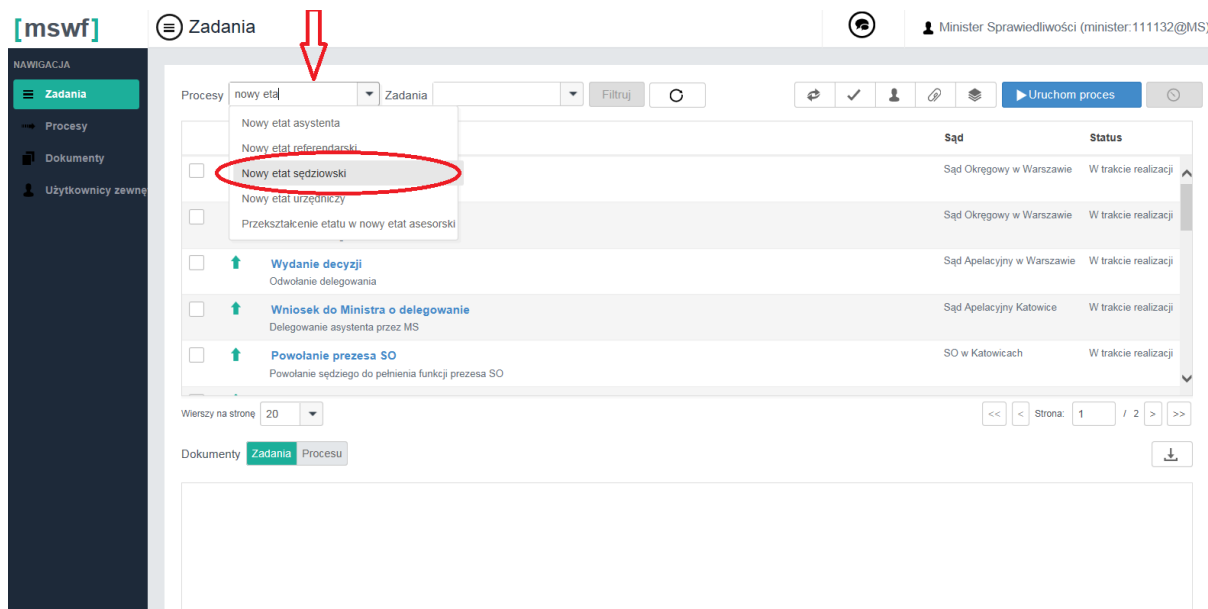 [mswf]
Zadania
Minister Sprawiedliwości (minister:111132@MS)
NAWIGACJA
Zadania
Procesy
Dokumenty
Użytkownicy zewnę
Procesy nowy eta Zadania Filtruj Uruchom proces
Nowy etat asystenta
Nowy etat referendarski
Nowy etat sędziowski
Nowy etat urzędniczy
Przekształcenie etatu w nowy etat asesorski
Sąd Status
Sąd Okręgowy w Warszawie W trakcie realizacji
Sąd Okręgowy w Warszawie W trakcie realizacji
Wydanie decyzji Sąd Apelacyjny w Warszawie W trakcie realizacji
Odwołanie delegowania
Wniosek do Ministra o delegowanie Sąd Apelacyjny Katowice W trakcie realizacji
Delegowanie asystenta przez MS
Powołanie prezesa SO SO w Katowicach W trakcie realizacji
Powołanie sędziego do pełnienia funkcji prezesa SO
Wierszy na stronę 20 << < Strona: 1 / 2 > >>
Dokumenty Zadania Procesu